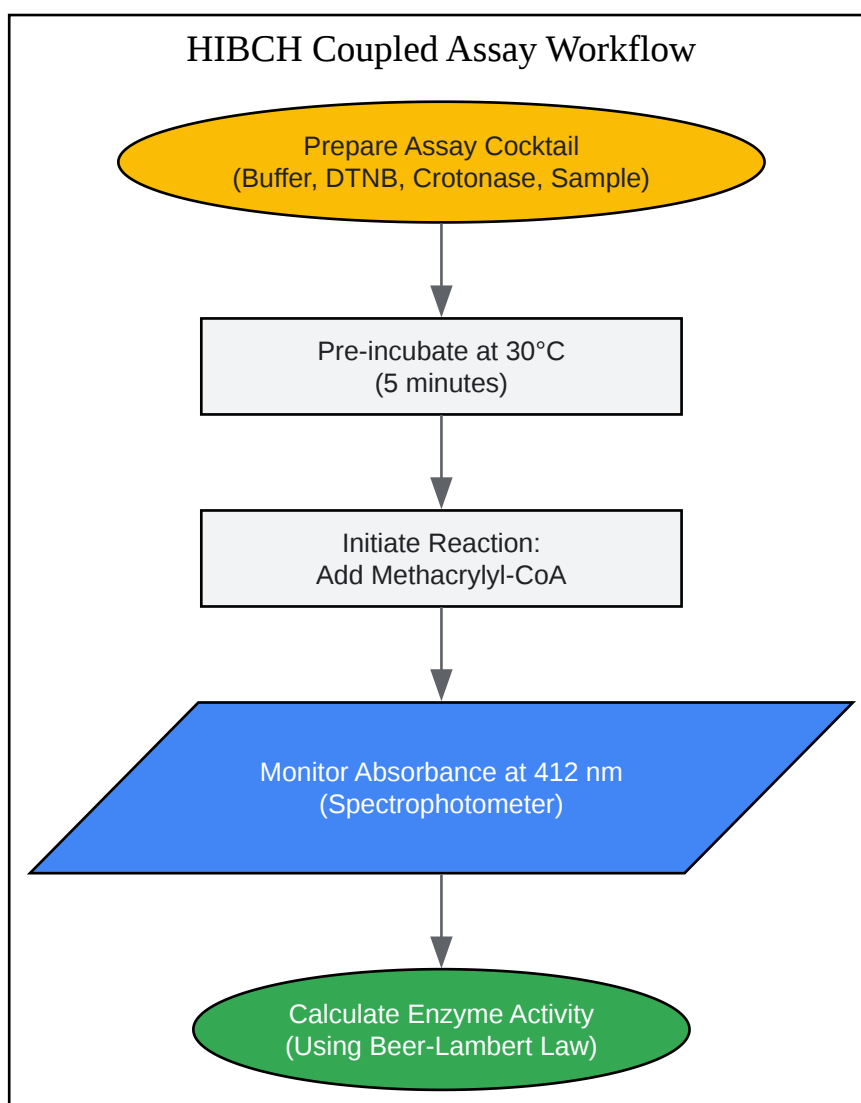 HIBCH Coupled Assay Workflow
Prepare Assay Cocktail
(Buffer, DTNB, Crotonase, Sample)
Pre-incubate at 30°C
(5 minutes)
Initiate Reaction:
Add Methacrylyl-CoA
Monitor Absorbance at 412 nm
(Spectrophotometer)
Calculate Enzyme Activity
(Using Beer-Lambert Law)